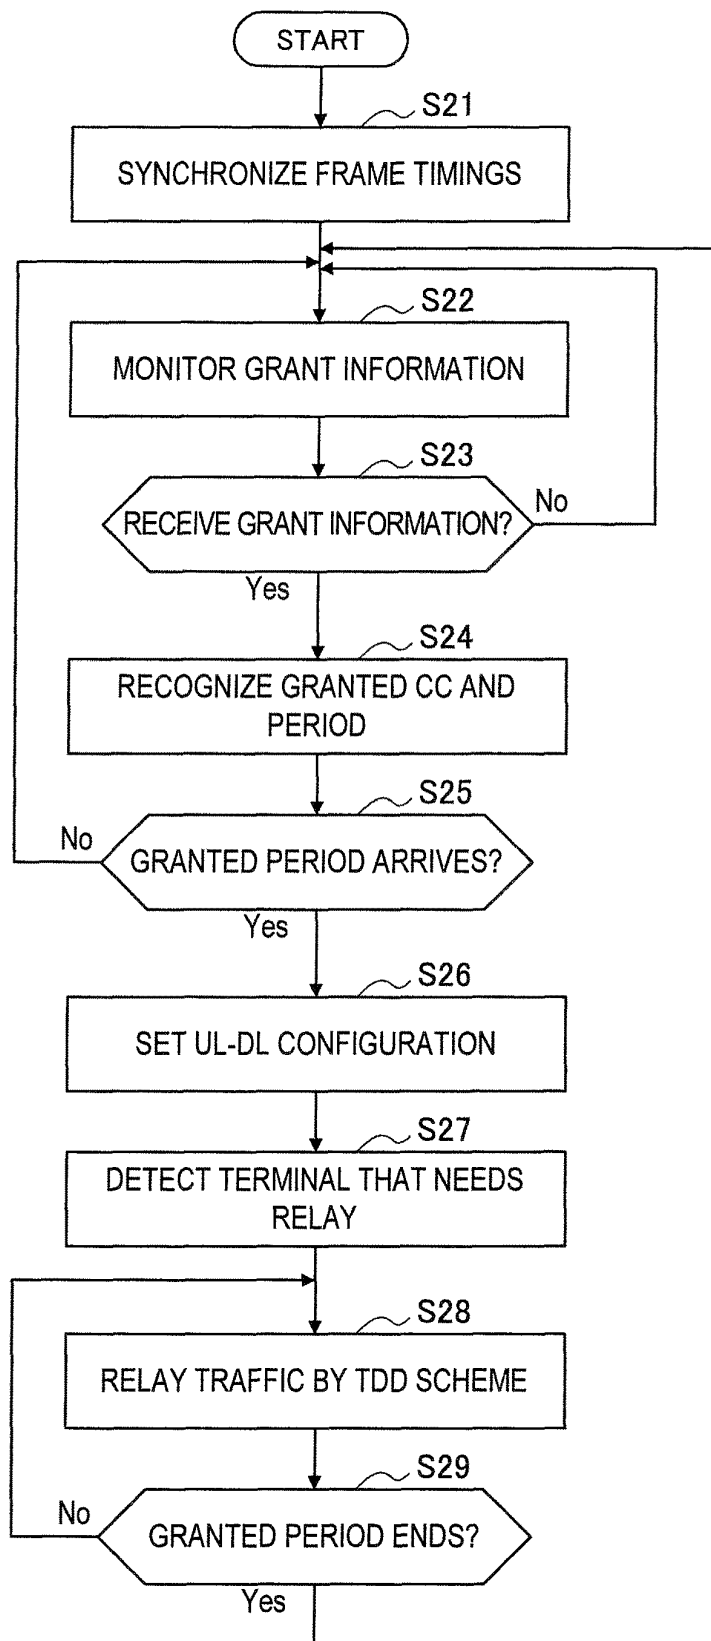 START
S21
SYNCHRONIZE FRAME TIMINGS
S22
MONITOR GRANT INFORMATION
S23
RECEIVE GRANT INFORMATION?
No
Yes
S24
RECOGNIZE GRANTED CC AND
PERIOD
S25
No
GRANTED PERIOD ARRIVES?
Yes
S26
SET UL-DL CONFIGURATION
S27
DETECT TERMINAL THAT NEEDS
RELAY
S28
RELAY TRAFFIC BY TDD SCHEME
S29
No
GRANTED PERIOD ENDS?
Yes